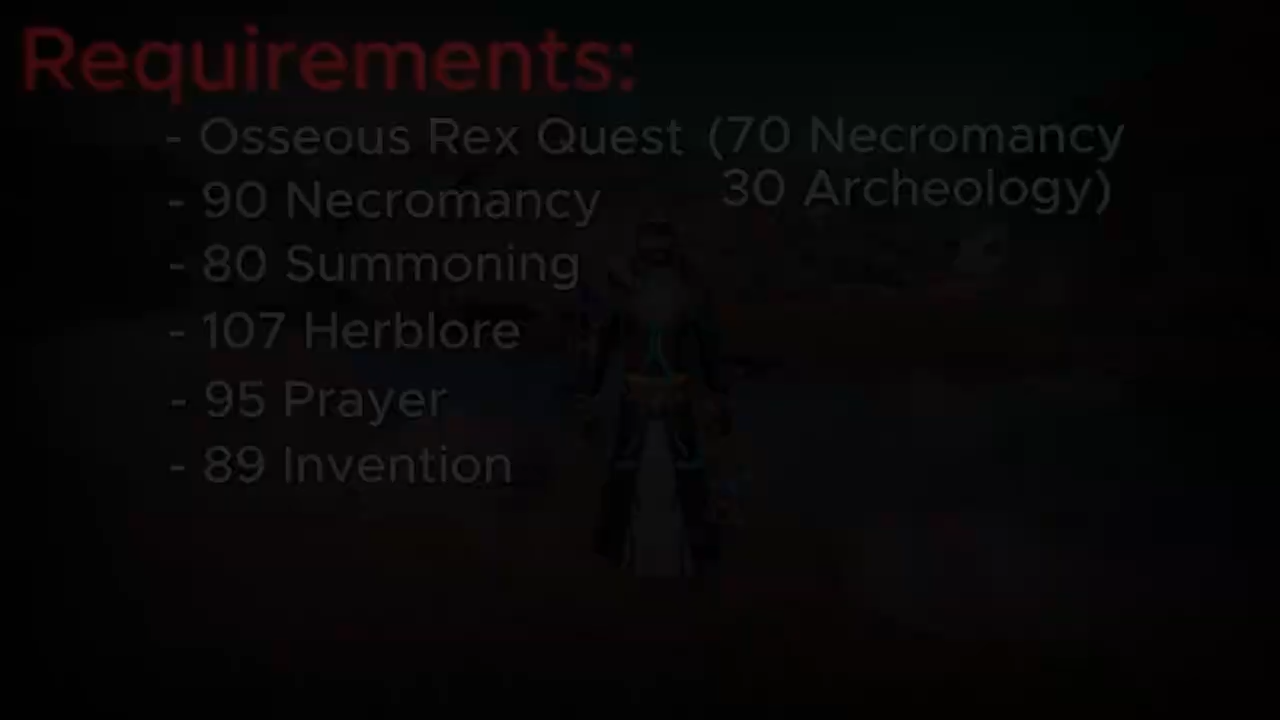 Requirements:
- Osseous Rex Quest (70 Necromancy
30 Archeology)
- 90 Necromancy
- 80 Summoning
- 107 Herblore
- 95 Prayer
- 89 Invention